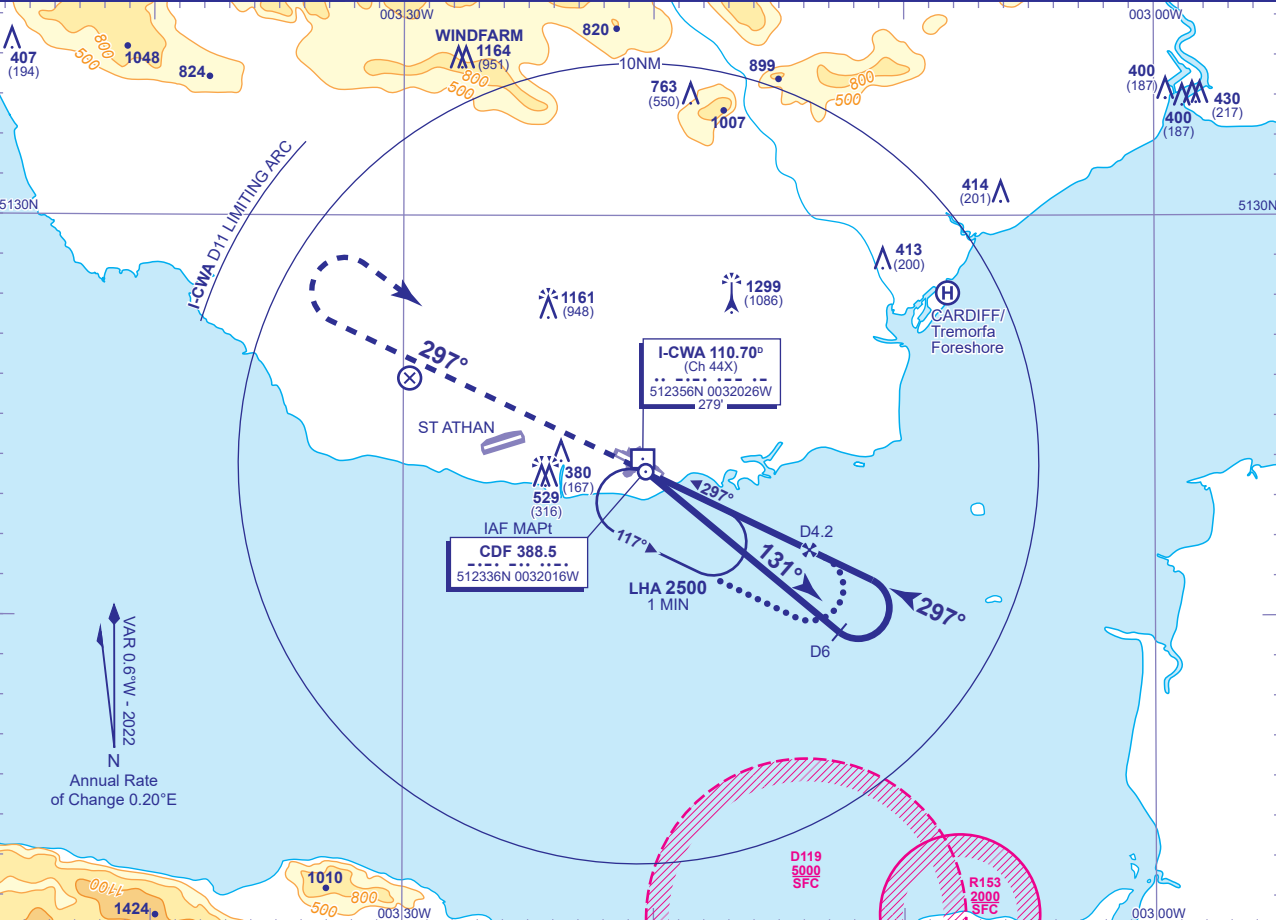 003.30W
003.00W
407
(194)
800
500
1048
824
WINDFARM
1164
(951)
800
500
820
10NM
763
(550)
899
1007
800
500
400
(187)
430
(217)
400
(187)
I-CWA D11 LIMITING ARC
5130N
5130N
414
(201)
413
(200)
H
CARDIFF/
Tremorfa
Foreshore
1161
(948)
1299
(1086)
297°
I-CWA 110.70D
(Ch 44X)
512356N 0032026W
279'
ST ATHAN
380
(167)
529
(316)
IAF MAPt
CDF 388.5
512336N 0032016W
297°
117°
D4.2
131°
LHA 2500
1 MIN
297°
D6
VAR 0.6°W - 2022
N
Annual Rate
of Change 0.20°E
D119
5000
SFC
R153
2000
SFC
1100
1424
1010
800
500
003.30W
003.00W